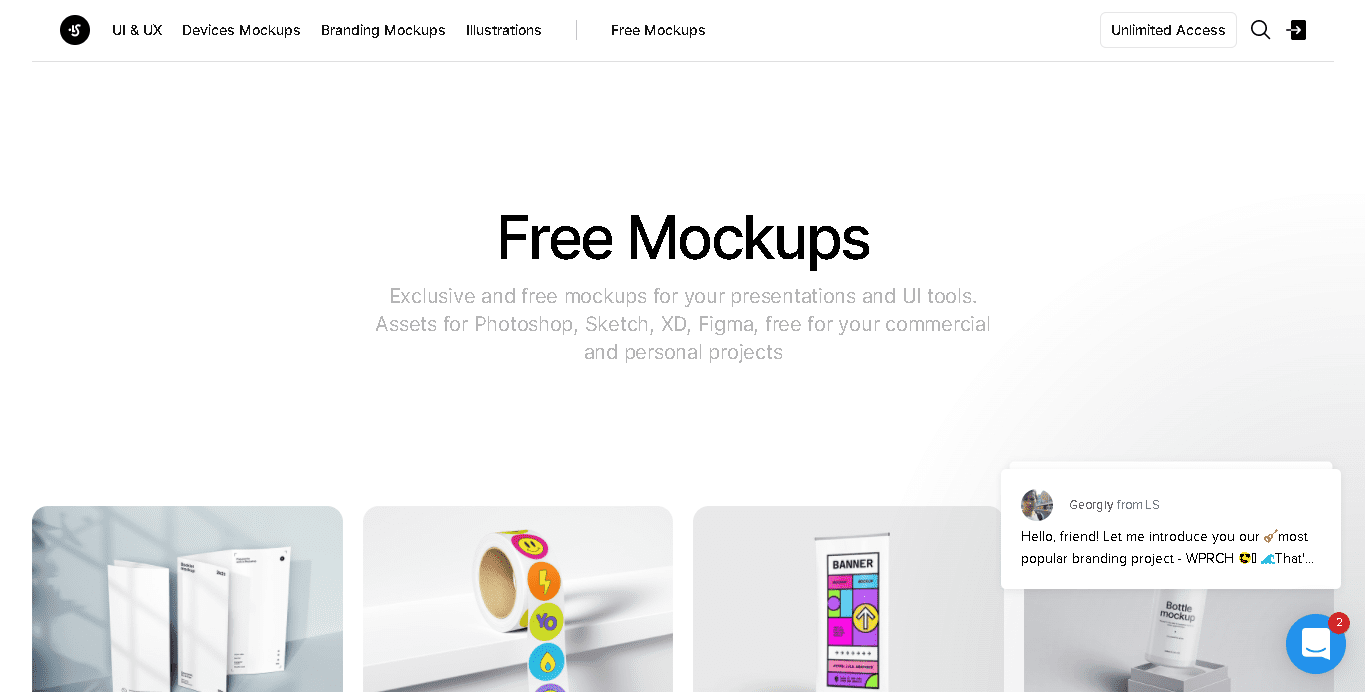 UI & UX
Devices Mockups
Branding Mockups
Illustrations
Free Mockups
Unlimited Access
Free Mockups
Exclusive and free mockups for your presentations and UI tools.
Assets for Photoshop, Sketch, XD, Figma, free for your commercial
and personal projects
Georgiy from LS
Hello, friend! Let me introduce you our 🎸most
popular branding project - WPRCH 😎 🌊That'...
2
2023
YO
BANNER
Bottle
mockup